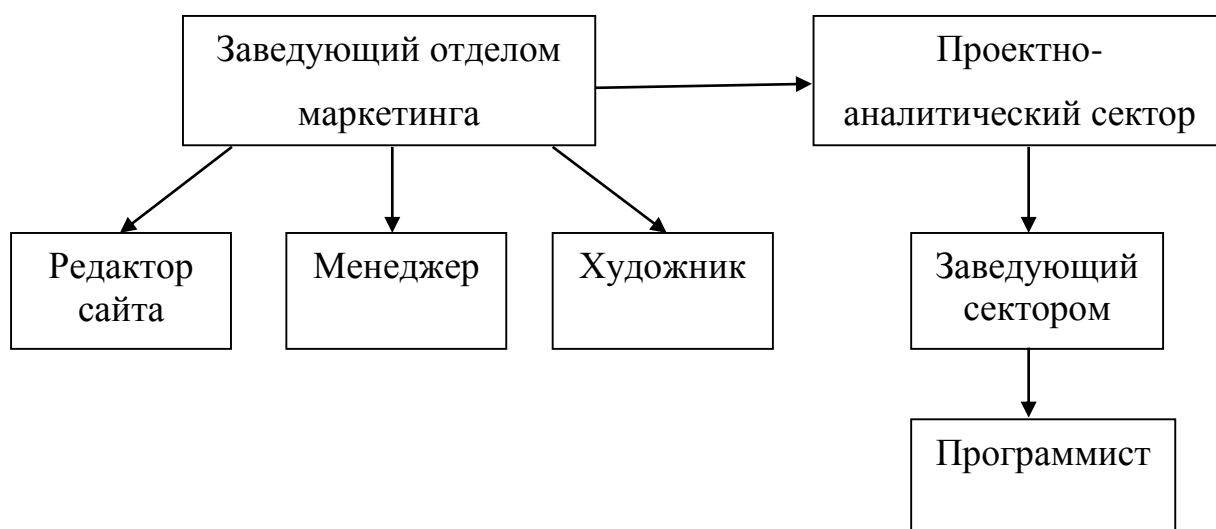 Заведующий отделом
маркетинга
Проектно-
аналитический сектор
Редактор
сайта
Менеджер
Художник
Заведующий
сектором
Программист